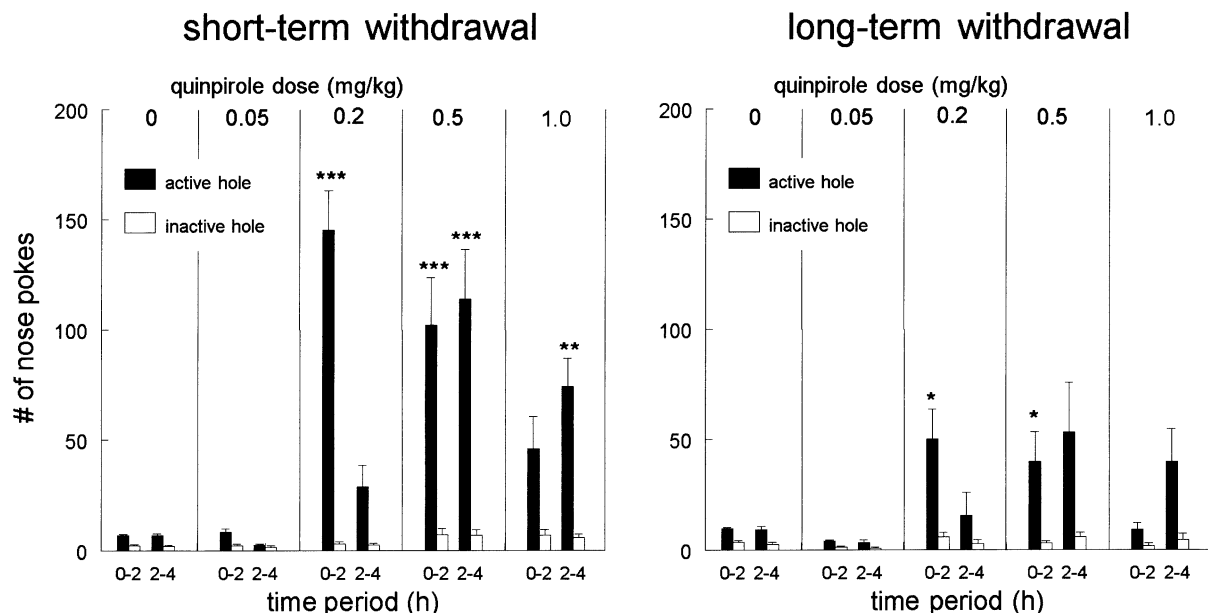 short-term withdrawal
long-term withdrawal
quinpirole dose (mg/kg)
0 0.05 0.2 0.5 1.0
active hole
inactive hole
***
***
***
**
# of nose pokes
200
150
100
50
0
0-2 2-4 0-2 2-4 0-2 2-4 0-2 2-4 0-2 2-4
time period (h)
quinpirole dose (mg/kg)
0 0.05 0.2 0.5 1.0
active hole
inactive hole
*
*
200
150
100
50
0
0-2 2-4 0-2 2-4 0-2 2-4 0-2 2-4 0-2 2-4
time period (h)